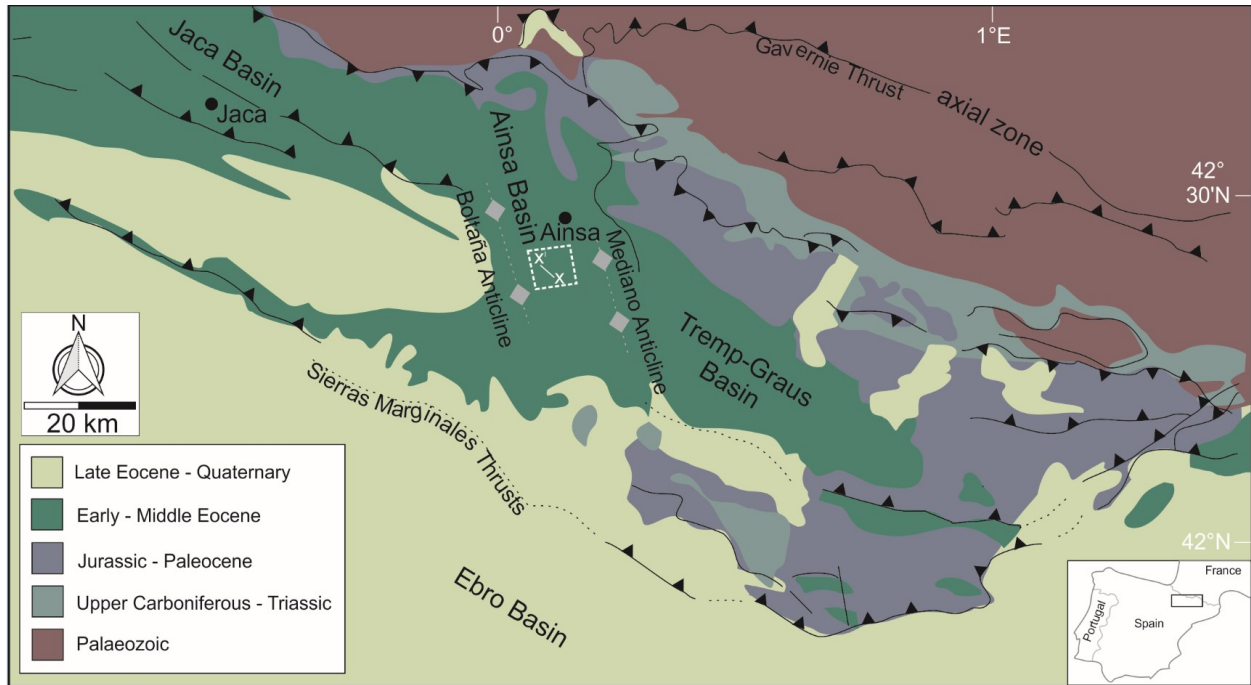 0°
1°E
Gavernie Thrust
axial zone
Jaca Basin
Jaca
42°
30'N
Ainsa Basin
Ainsa
Boltaña Anticline
Mediano Anticline
X'
X
Tremp-Graus
Basin
Sierras Marginales Thrusts
Ebro Basin
42°N
N
20 km
Late Eocene - Quaternary
Early - Middle Eocene
Jurassic - Paleocene
Upper Carboniferous - Triassic
Palaeozoic
France
Spain
Portugal